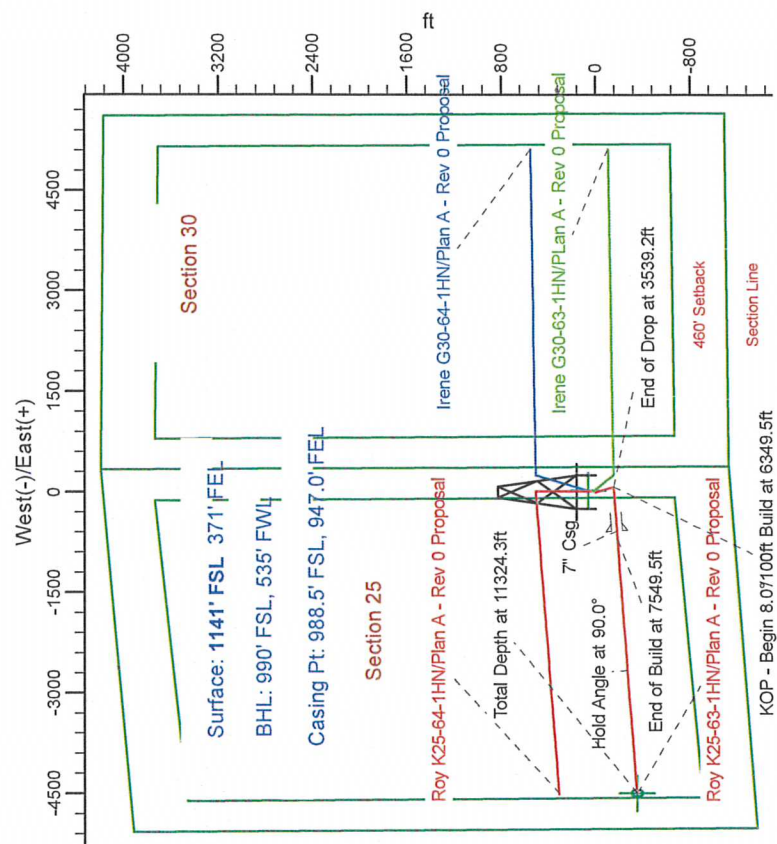 West(-)/East(+)
-4500
-3000
-1500
0
1500
3000
4500
ft
4000
3200
2400
1600
800
0
-800
Section 30
Surface: 1141' FSL 371' FEL
BHL: 990' FSL, 535' FWL
Casing Pt: 988.5' FSL, 947.0' FEL
Section 25
Irene G30-64-1HN/Plan A - Rev 0 Proposal
Irene G30-63-1HN/PLan A - Rev 0 Proposal
Roy K25-64-1HN/Plan A - Rev 0 Proposal
Total Depth at 11324.3ft
7" Csg
Hold Angle at 90.0°
End of Build at 7549.5ft
End of Drop at 3539.2ft
460' Setback
Roy K25-63-1HN/Plan A - Rev 0 Proposal
Section Line
KOP - Begin 8.07100ft Build at 6349.5ft